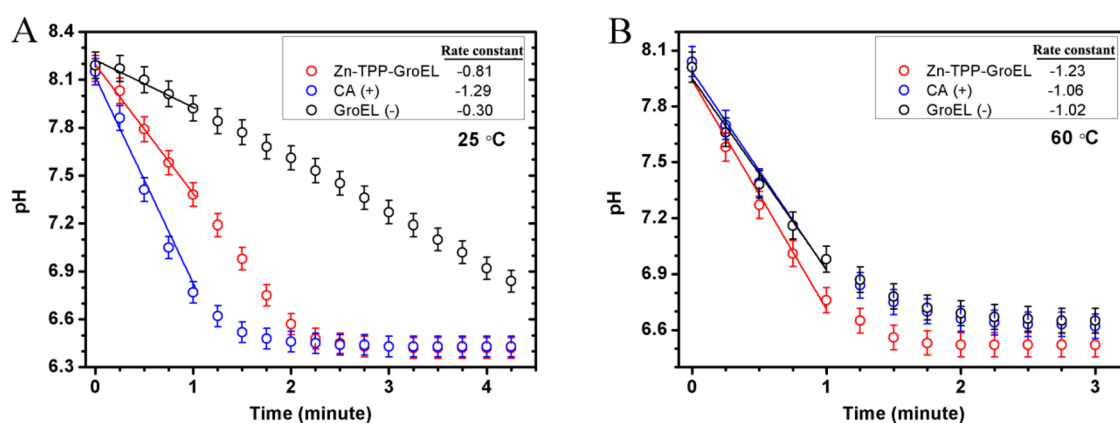 A
8.4
8.1
7.8
7.5
7.2
6.9
6.6
6.3
pH
0
1
2
3
4
Time (minute)
Rate constant
Zn-TPP-GroEL -0.81
CA (+) -1.29
GroEL (-) -0.30
25 °C
B
8.1
7.8
7.5
7.2
6.9
6.6
pH
0
1
2
3
Time (minute)
Rate constant
Zn-TPP-GroEL -1.23
CA (+) -1.06
GroEL (-) -1.02
60 °C